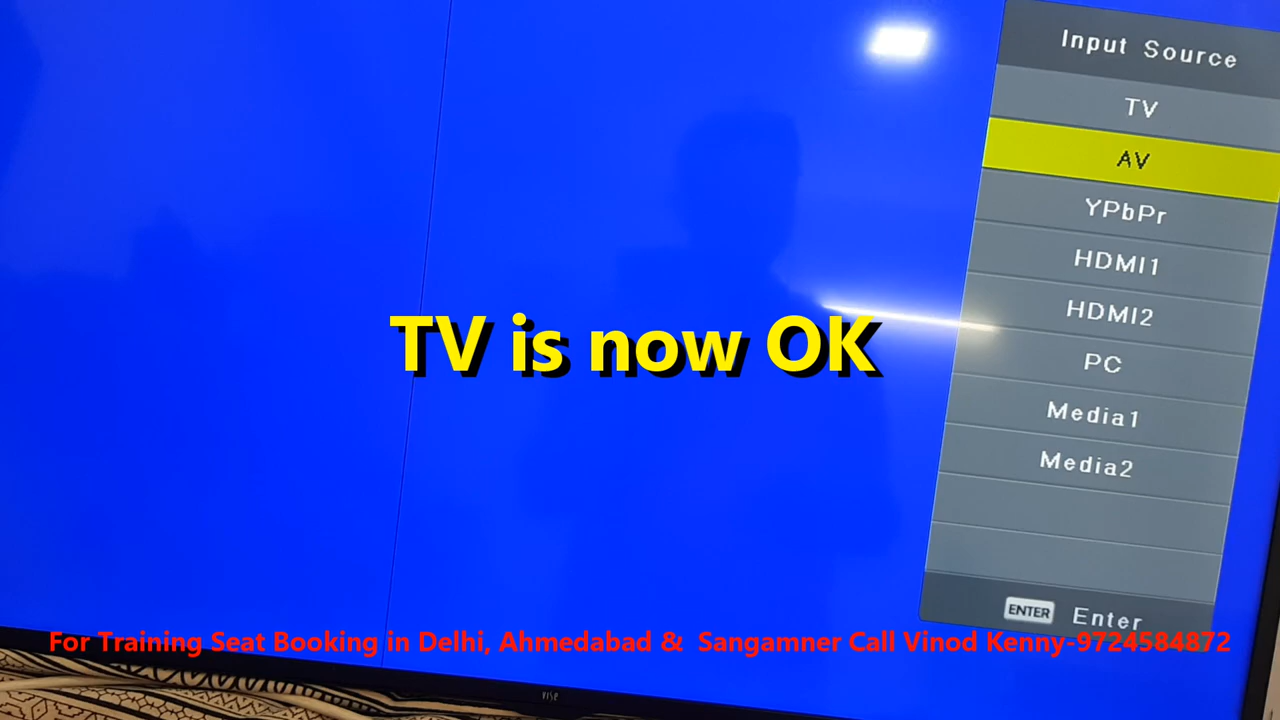 Input Source
TV
AV
YPbPr
HDMI1
HDMI2
PC
Media1
Media2
ENTER Enter
TV is now OK
For Training Seat Booking in Delhi, Ahmedabad & Sangamner Call Vinod Kenny-9724584872
vise